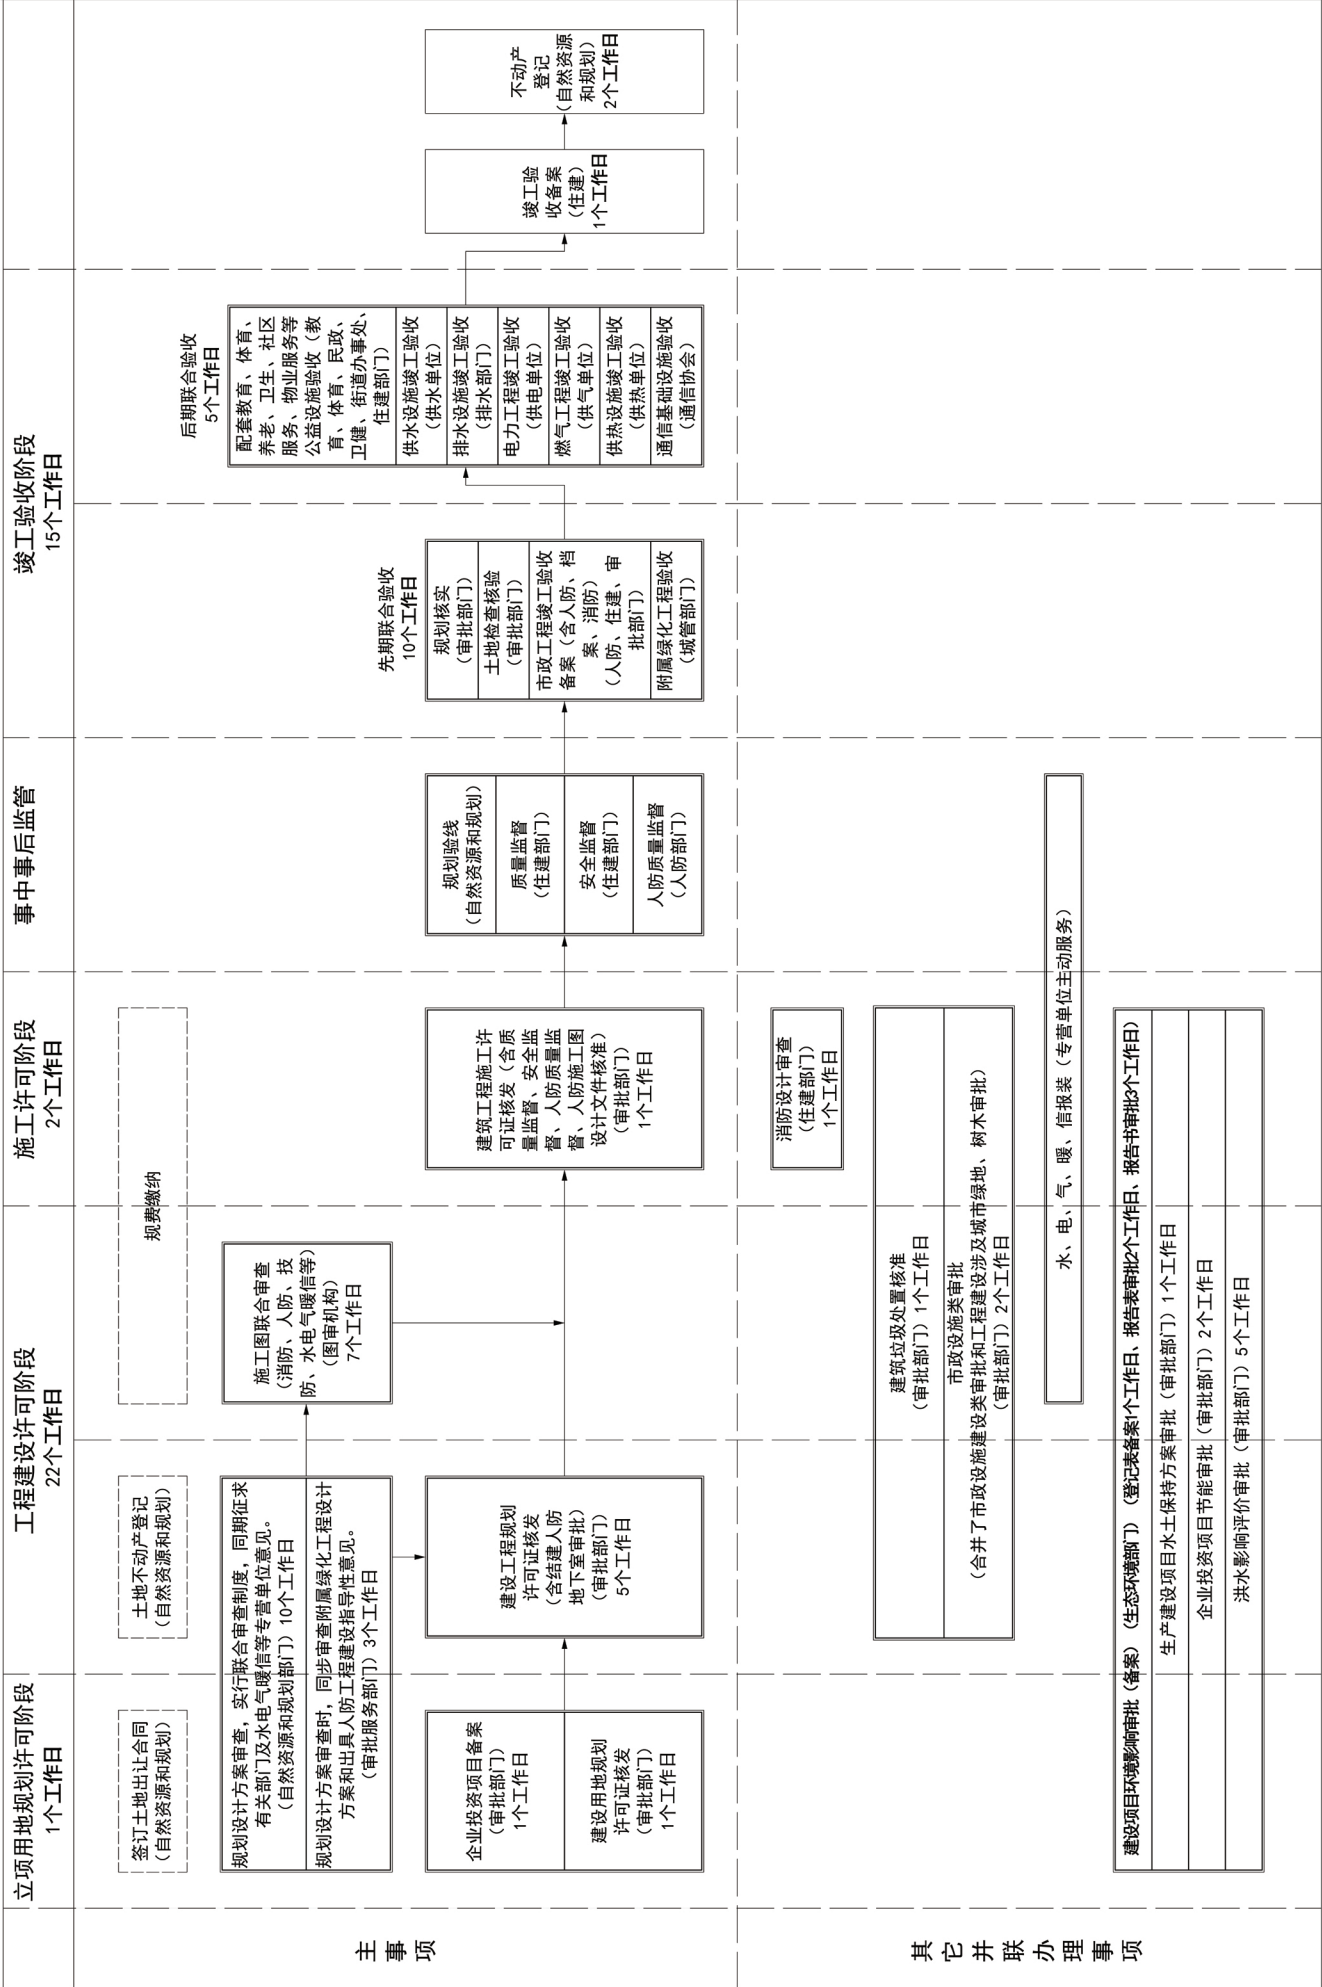 立项用地规划许可阶段
1个工作日
工程建设许可阶段
22个工作日
施工许可阶段
2个工作日
事中事后监管
竣工验收阶段
15个工作日
主事项
签订土地出让合同
（自然资源和规划）
土地不动产登记
（自然资源和规划）
规费缴纳
规划设计方案审查，实行联合审查制度，同期征求
有关部门及水电气暖信等专营单位意见。
（自然资源和规划部门）10个工作日
规划设计方案审查时，同步审查附属绿化工程设计
方案和出具人防工程建设指导性意见。
（审批服务部门）3个工作日
施工图联合审查
（消防、人防、技
防、水电气暖信等）
（图审机构）
7个工作日
企业投资项目备案
（审批部门）
1个工作日
建设用地规划
许可证核发
（审批部门）
1个工作日
建设工程规划
许可证核发
（含结建人防
地下室审批）
（审批部门）
5个工作日
建筑工程施工许
可证核发（含质
量监督、安全监
督、人防质量监
督、人防施工图
设计文件核准）
（审批部门）
1个工作日
规划验线
（自然资源和规划）
质量监督
（住建部门）
安全监督
（住建部门）
人防质量监督
（人防部门）
先期联合验收
10个工作日
规划核实
（审批部门）
土地检查核验
（审批部门）
市政工程竣工验收
备案（含人防、档
案、消防）
（人防、住建、审
批部门）
附属绿化工程验收
（城管部门）
后期联合验收
5个工作日
配套教育、体育、
养老、卫生、社区
服务、物业服务等
公益设施验收（教
育、体育、民政、
卫健、街道办事处、
住建部门）
供水设施竣工验收
（供水单位）
排水设施竣工验收
（排水部门）
电力工程竣工验收
（供电单位）
燃气工程竣工验收
（供气单位）
供热设施竣工验收
（供热单位）
通信基础设施验收
（通信协会）
竣工验
收备案
（住建）
1个工作日
不动产
登记
（自然资源
和规划）
2个工作日
其它并联办理事项
消防设计审查
（住建部门）
1个工作日
建筑垃圾处置核准
（审批部门）1个工作日
市政设施类审批
（合并了市政设施建设类审批和工程建设涉及城市绿地、树木审批）
（审批部门）2个工作日
水、电、气、暖、信报装（专营单位主动服务）
建设项目环境影响审批（备案）（生态环境部门）（登记表备案1个工作日、报告表审批2个工作日、报告书审批3个工作日）
生产建设项目水土保持方案审批（审批部门）1个工作日
企业投资项目节能审批（审批部门）2个工作日
洪水影响评价审批（审批部门）5个工作日